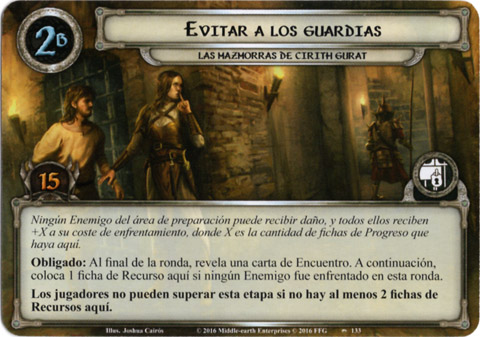 2B
EVITAR A LOS GUARDIAS
LAS MAZMORRAS DE CIRITH GURAT
15
Ningún Enemigo del área de preparación puede recibir daño, y todos ellos reciben
+X a su coste de enfrentamiento, donde X es la cantidad de fichas de Progreso que
haya aquí.
Obligado: Al final de la ronda, revela una carta de Encuentro. A continuación,
coloca 1 ficha de Recurso aquí si ningún Enemigo fue enfrentado en esta ronda.
Los jugadores no pueden superar esta etapa si no hay al menos 2 fichas de
Recursos aquí.
Illus. Joshua Cairós © 2016 Middle-earth Enterprises © 2016 FFG 133